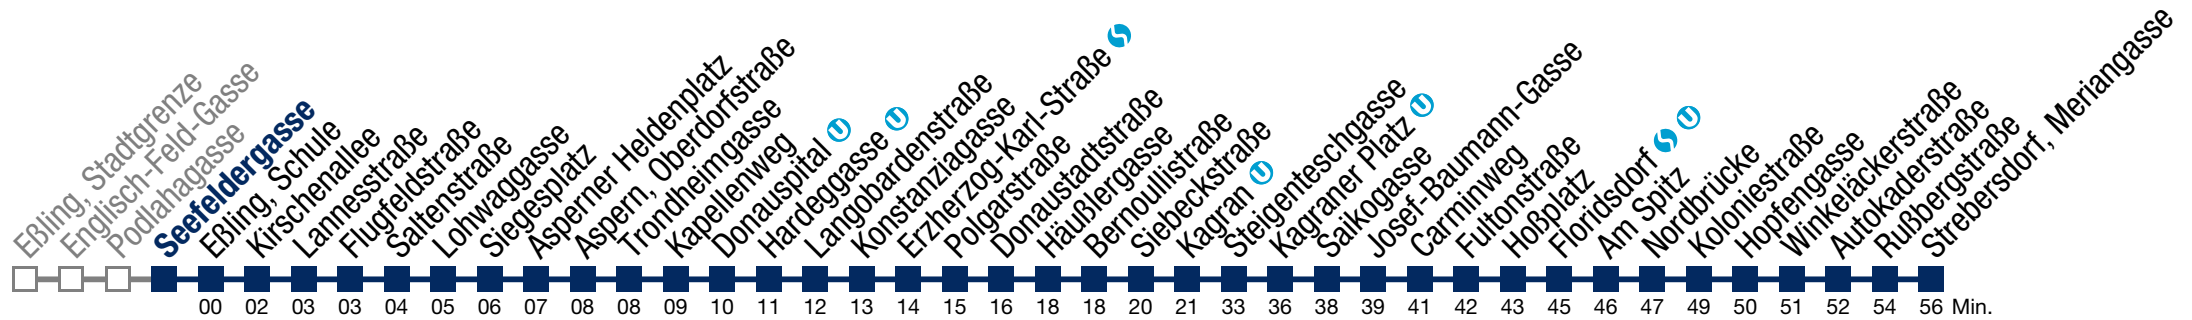 Eßling, Stadtgrenze
Englisch-Feld-Gasse
Podlahagasse
Seefeldergasse
Eßling, Schule
Kirschenallee
Lannesstraße
Flugfeldstraße
Saltenstraße
Lohwaggasse
Siegesplatz
Asperner Heldenplatz
Aspern, Oberdorfstraße
Trondheimgasse
Kapellenweg
Donauspital U
Hardeggasse U
Langobardenstraße
Konstanziagasse
Erzherzog-Karl-Straße S
Polgarstraße
Donaustadtstraße
Häußlergasse
Bernoullistraße
Siebeckstraße
Kagran U
Steigenteschgasse
Kagraner Platz U
Saikogasse
Josef-Baumann-Gasse
Carminweg
Fultonstraße
Hoßplatz
Floridsdorf S U
Am Spitz
Nordbrücke
Koloniestraße
Hopfengasse
Winkeläckerstraße
Autokaderstraße
Rußbergstraße
Strebersdorf, Meriangasse
00 02 03 03 04 05 06 07 08 08 09 10 11 12 13 14 15 16 18 18 20 21 33 36 38 39 41 42 43 45 46 47 49 50 51 52 54 56 Min.